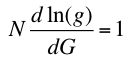 N d ln(g) / dG = 1